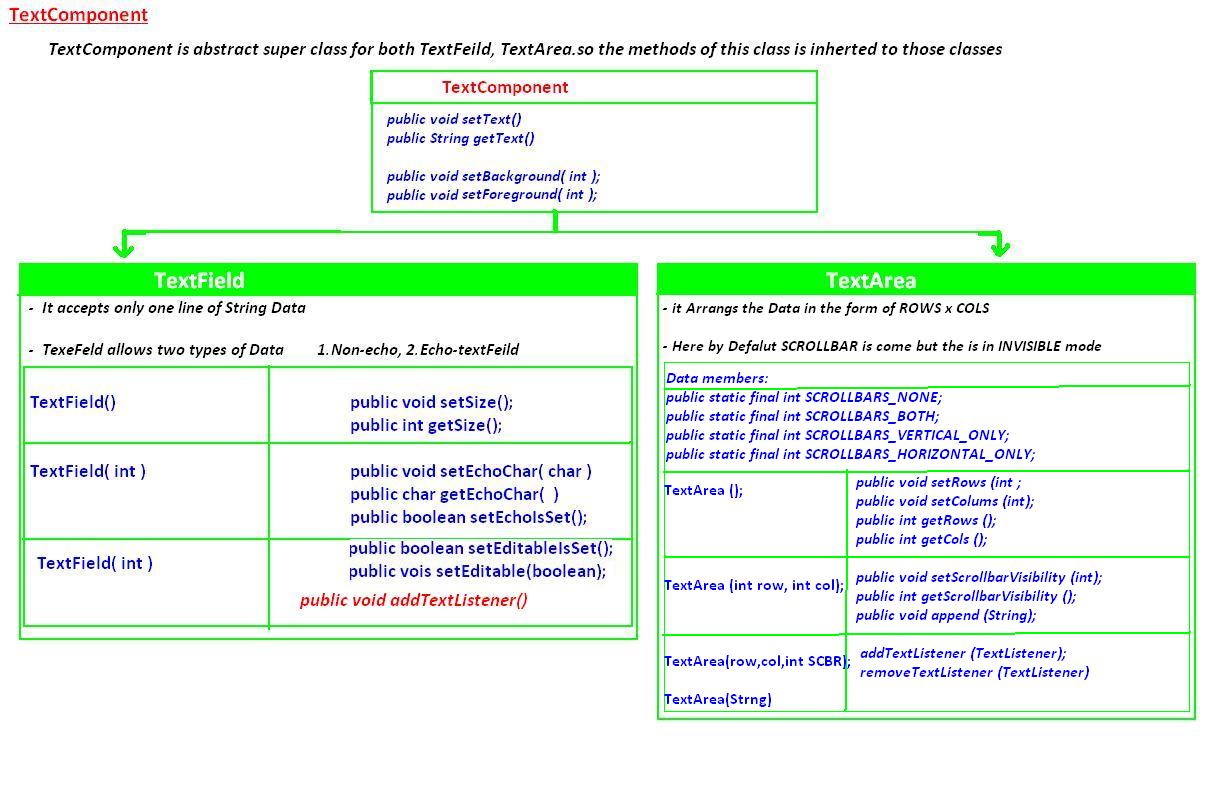 TextComponent
TextComponent is abstract super class for both TextFeild, TextArea.so the methods of this class is inherted to those classes
TextComponent
public void setText()
public String getText()
public void setBackground( int );
public void setForeground( int );
TextField
- It accepts only one line of String Data
- TexeFeld allows two types of Data 1.Non-echo, 2.Echo-textFeild
TextField()
public void setSize();
public int getSize();
TextField( int )
public void setEchoChar( char )
public char getEchoChar( )
public boolean setEchoIsSet();
TextField( int )
public boolean setEditableIsSet();
public vois setEditable(boolean);
public void addTextListener()
TextArea
- it Arrangs the Data in the form of ROWS x COLS
- Here by Defalut SCROLLBAR is come but the is in INVISIBLE mode
Data members:
public static final int SCROLLBARS_NONE;
public static final int SCROLLBARS_BOTH;
public static final int SCROLLBARS_VERTICAL_ONLY;
public static final int SCROLLBARS_HORIZONTAL_ONLY;
TextArea ();
public void setRows (int ;
public void setColums (int);
public int getRows ();
public int getCols ();
TextArea (int row, int col);
public void setScrollbarVisibility (int);
public int getScrollbarVisibility ();
public void append (String);
TextArea(row,col,int SCBR);
addTextListener (TextListener);
removeTextListener (TextListener)
TextArea(Strng)